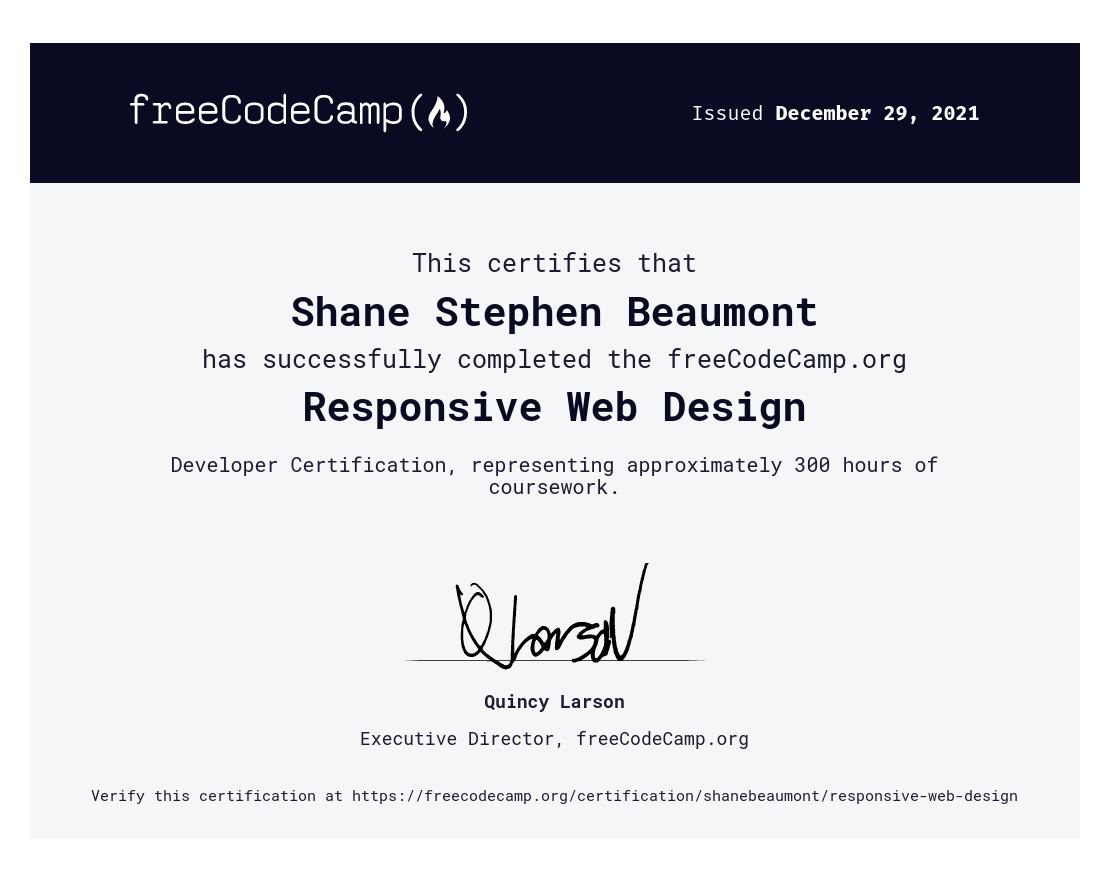 freeCodeCamp(🔥)
Issued December 29, 2021
This certifies that
Shane Stephen Beaumont
has successfully completed the freeCodeCamp.org
Responsive Web Design
Developer Certification, representing approximately 300 hours of
coursework.
Q Larson
Quincy Larson
Executive Director, freeCodeCamp.org
Verify this certification at https://freecodecamp.org/certification/shanebeaumont/responsive-web-design